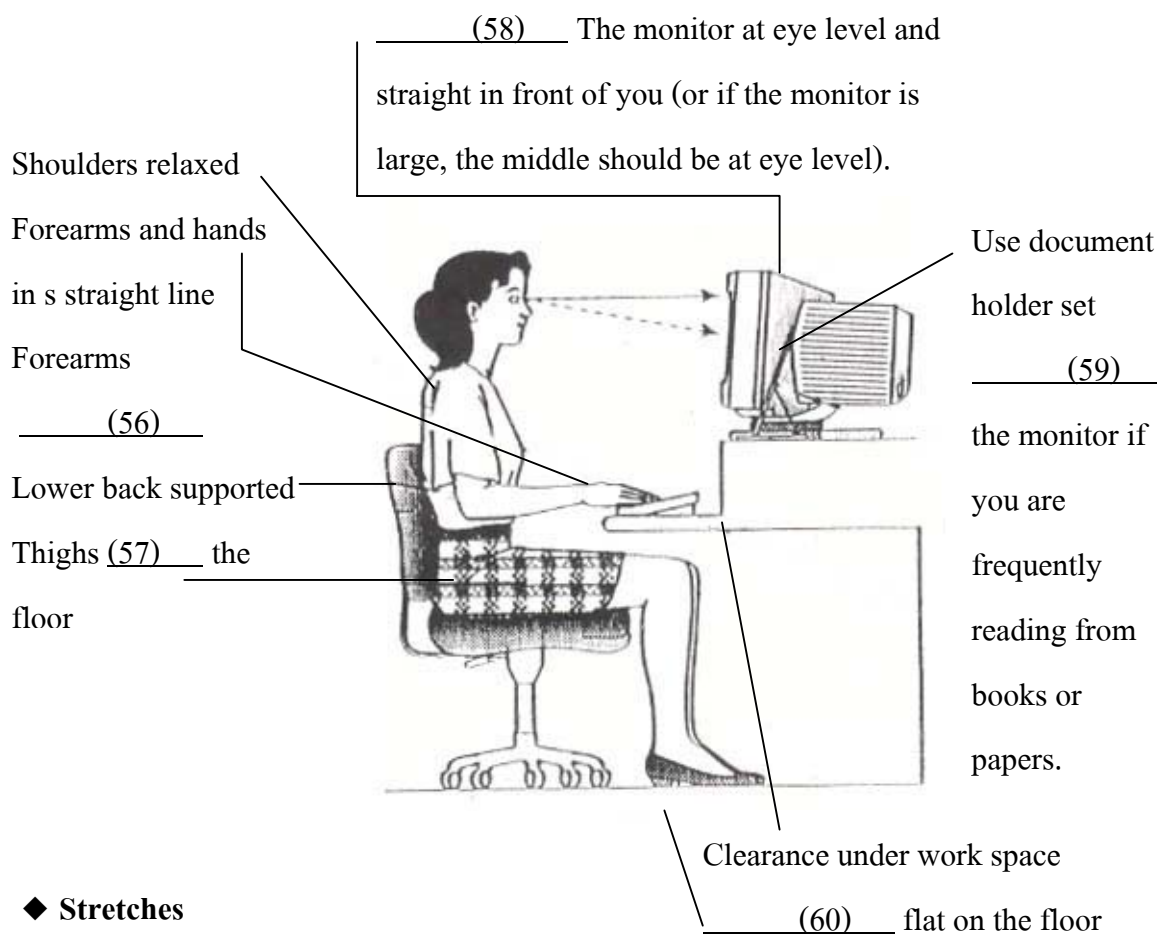 (58) The monitor at eye level and
straight in front of you (or if the monitor is
large, the middle should be at eye level).
Shoulders relaxed
Forearms and hands
in s straight line
Forearms
(56)
Lower back supported
Thighs (57) the
floor
Use document
holder set
(59)
the monitor if
you are
frequently
reading from
books or
papers.
Clearance under work space
(60) flat on the floor
◆ Stretches